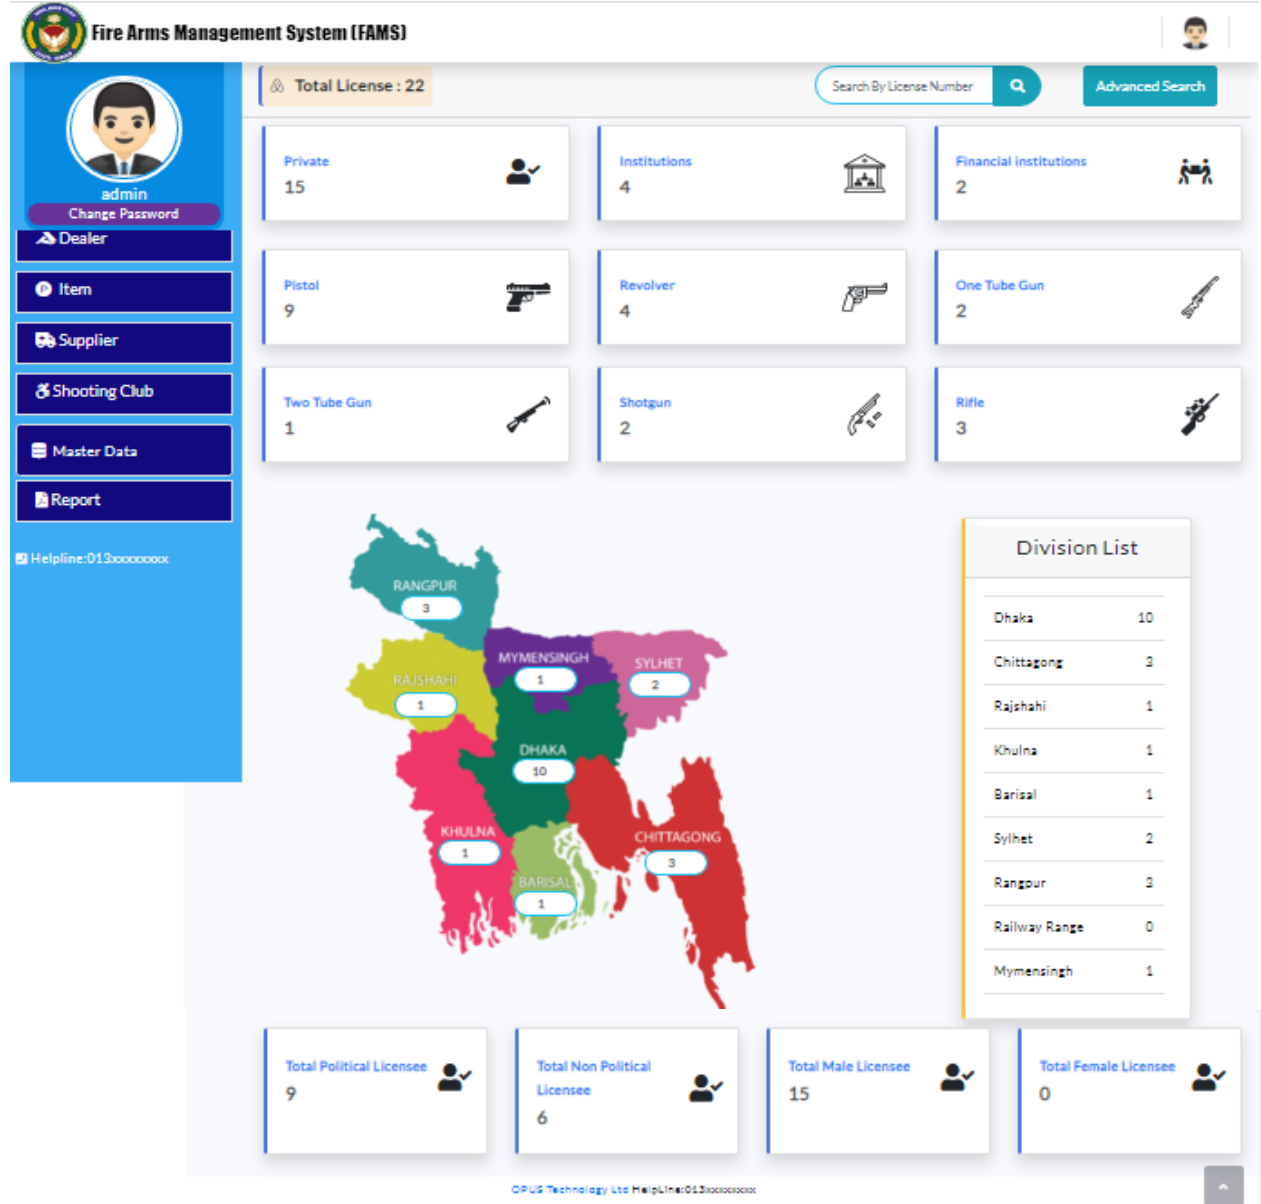 Fire Arms Management System (FAMS)
admin
Change Password
Dealer
Item
Supplier
Shooting Club
Master Data
Report
Helpline:013xxxxxxxx
Total License : 22
Search By License Number
Advanced Search
Private
15
Institutions
4
Financial institutions
2
Pistol
9
Revolver
4
One Tube Gun
2
Two Tube Gun
1
Shotgun
2
Rifle
3
RANGPUR
3
MYMENSINGH
1
SYLHET
2
RAJSHAHI
1
DHAKA
10
KHULNA
1
CHITTAGONG
3
BARISAL
1
Division List
Dhaka 10
Chittagong 3
Rajshahi 1
Khulna 1
Barisal 1
Sylhet 2
Rangpur 3
Railway Range 0
Mymensingh 1
Total Political Licensee
9
Total Non Political
Licensee
6
Total Male Licensee
15
Total Female Licensee
0
OPUS Technology Ltd HelpLine:013xxxxxxxx